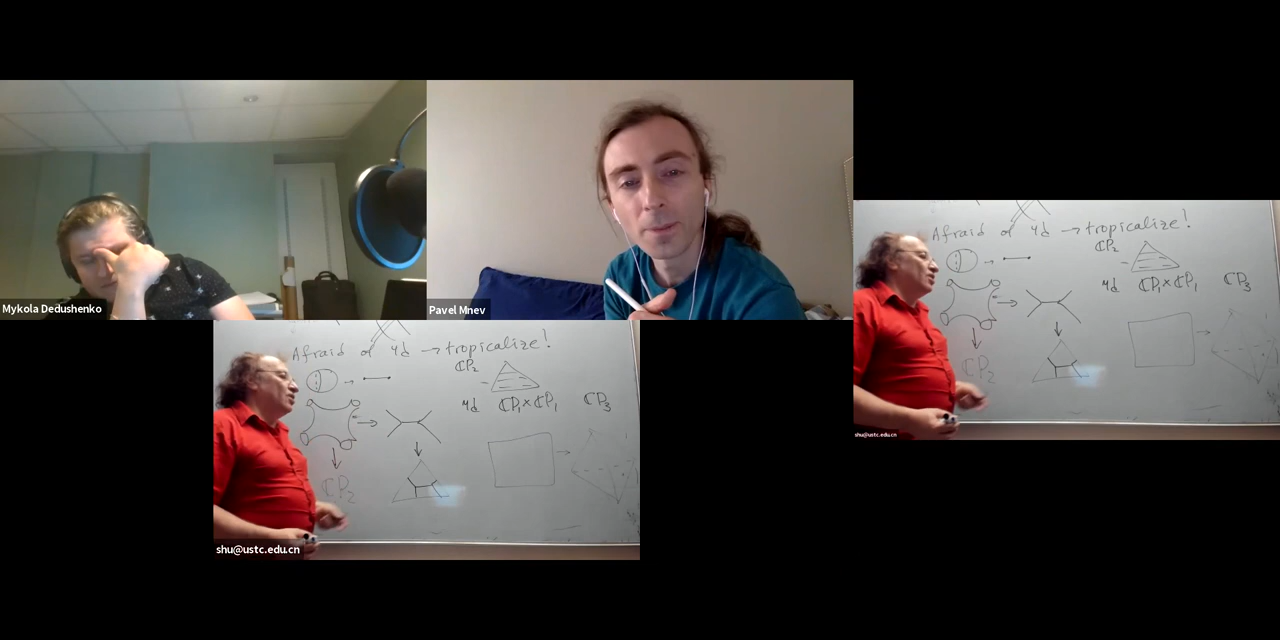 Mykola Dedushenko
Pavel Mnev
Afraid of 4d → tropicalize!
ℂP₂
4d ℂP₁×ℂP₁ ℂP₃
ℂP₂
shu@ustc.edu.cn
Afraid of 4d → tropicalize!
ℂP₂
4d ℂP₁×ℂP₁ ℂP₃
ℂP₂
shu@ustc.edu.cn